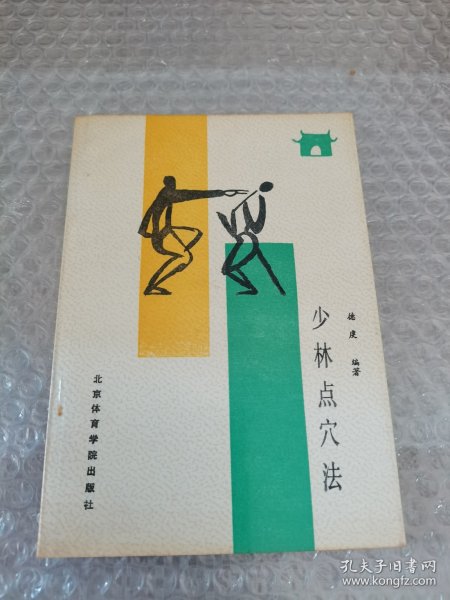 少林点穴法
德虔 编著
北京体育学院出版社
孔夫子旧书网
www.kongfz.com